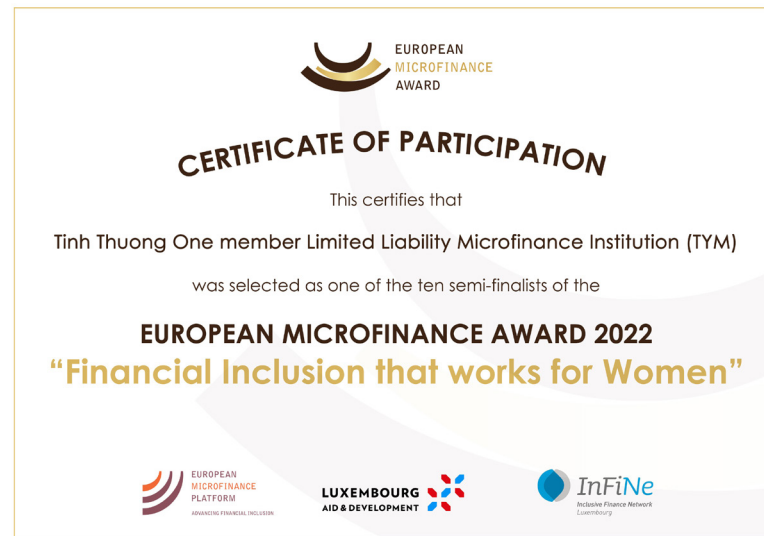 EUROPEAN
MICROFINANCE
AWARD
CERTIFICATE OF PARTICIPATION
This certifies that
Tinh Thuong One member Limited Liability Microfinance Institution (TYM)
was selected as one of the ten semi-finalists of the
EUROPEAN MICROFINANCE AWARD 2022
“Financial Inclusion that works for Women”
EUROPEAN
MICROFINANCE
PLATFORM
ADVANCING FINANCIAL INCLUSION
LUXEMBOURG
AID & DEVELOPMENT
InFiNe
Inclusive Finance Network
Luxembourg